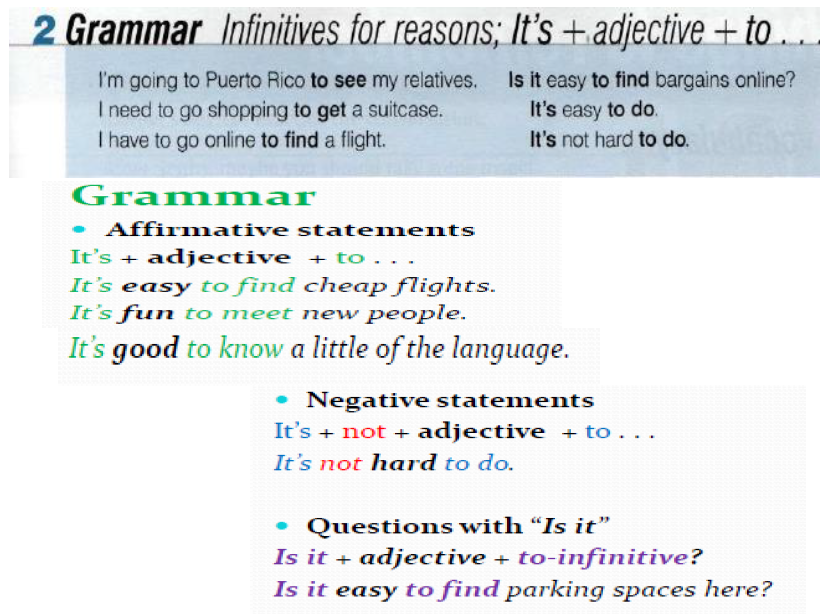 2 Grammar Infinitives for reasons; It's + adjective + to . . .
I'm going to Puerto Rico to see my relatives.
I need to go shopping to get a suitcase.
I have to go online to find a flight.
Is it easy to find bargains online?
It's easy to do.
It's not hard to do.
Grammar
• Affirmative statements
It's + adjective + to . . .
It's easy to find cheap flights.
It's fun to meet new people.
It's good to know a little of the language.
• Negative statements
It's + not + adjective + to . . .
It's not hard to do.
• Questions with “Is it”
Is it + adjective + to-infinitive?
Is it easy to find parking spaces here?